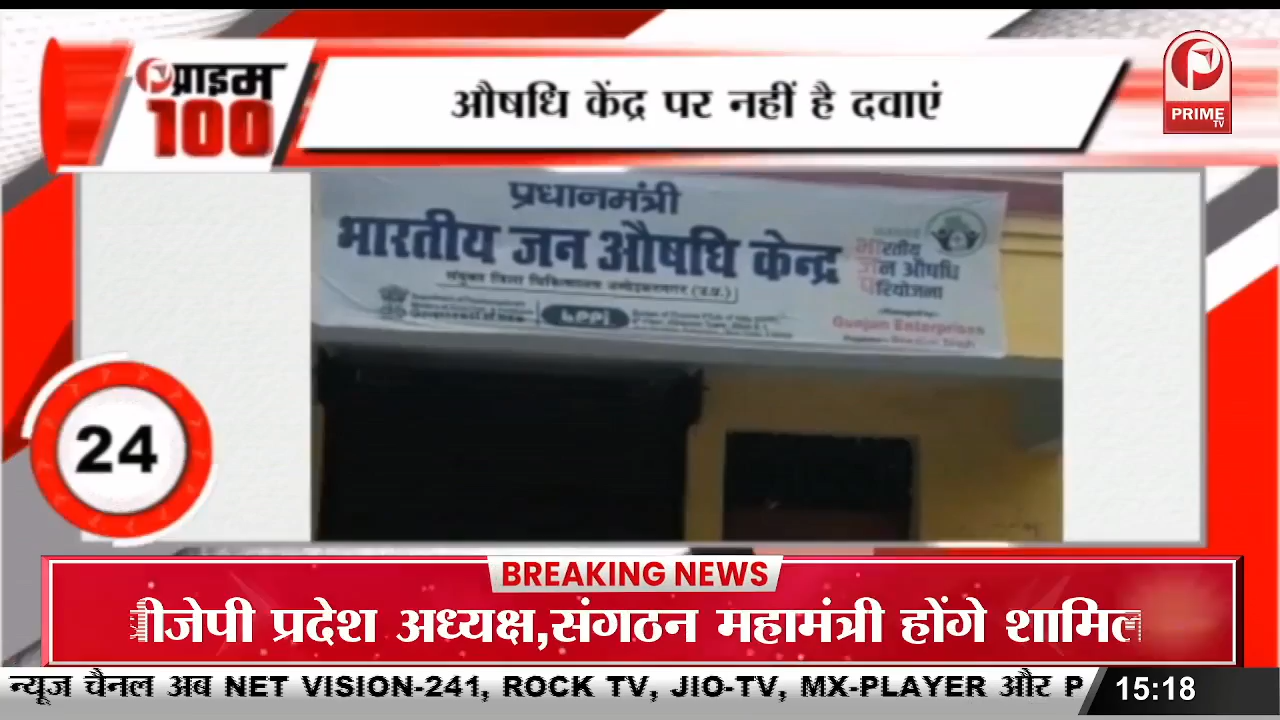 प्राइम
100
औषधि केंद्र पर नहीं है दवाएं
PRIME
TV
प्रधानमंत्री
भारतीय जन औषधि केन्द्र
संयुक्त जिला चिकित्सालय
भारतीय
जन औषधि
परियोजना
Gunjan Enterprises
24
BREAKING NEWS
बीजेपी प्रदेश अध्यक्ष,संगठन महामंत्री होंगे शामिल
न्यूज चैनल अब NET VISION-241, ROCK TV, JIO-TV, MX-PLAYER और P
15:18